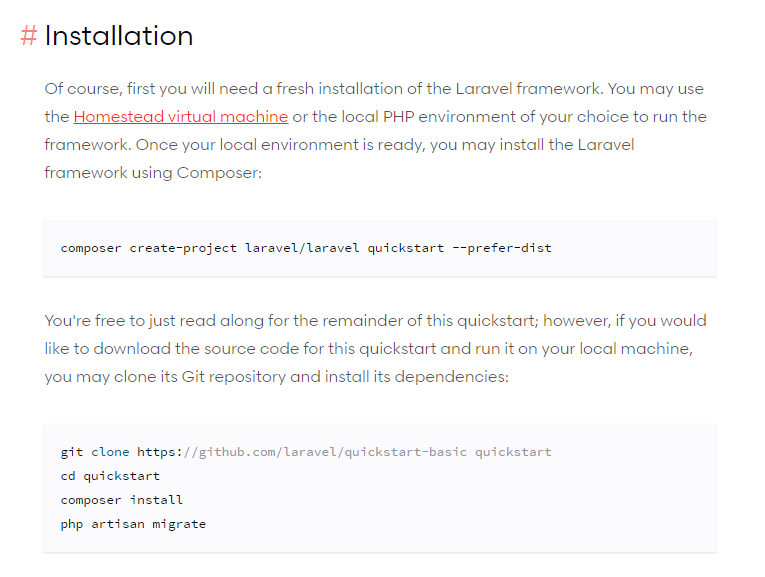 # Installation
Of course, first you will need a fresh installation of the Laravel framework. You may use
the Homestead virtual machine or the local PHP environment of your choice to run the
framework. Once your local environment is ready, you may install the Laravel
framework using Composer:
composer create-project laravel/laravel quickstart --prefer-dist
You're free to just read along for the remainder of this quickstart; however, if you would
like to download the source code for this quickstart and run it on your local machine,
you may clone its Git repository and install its dependencies:
git clone https://github.com/laravel/quickstart-basic quickstart
cd quickstart
composer install
php artisan migrate